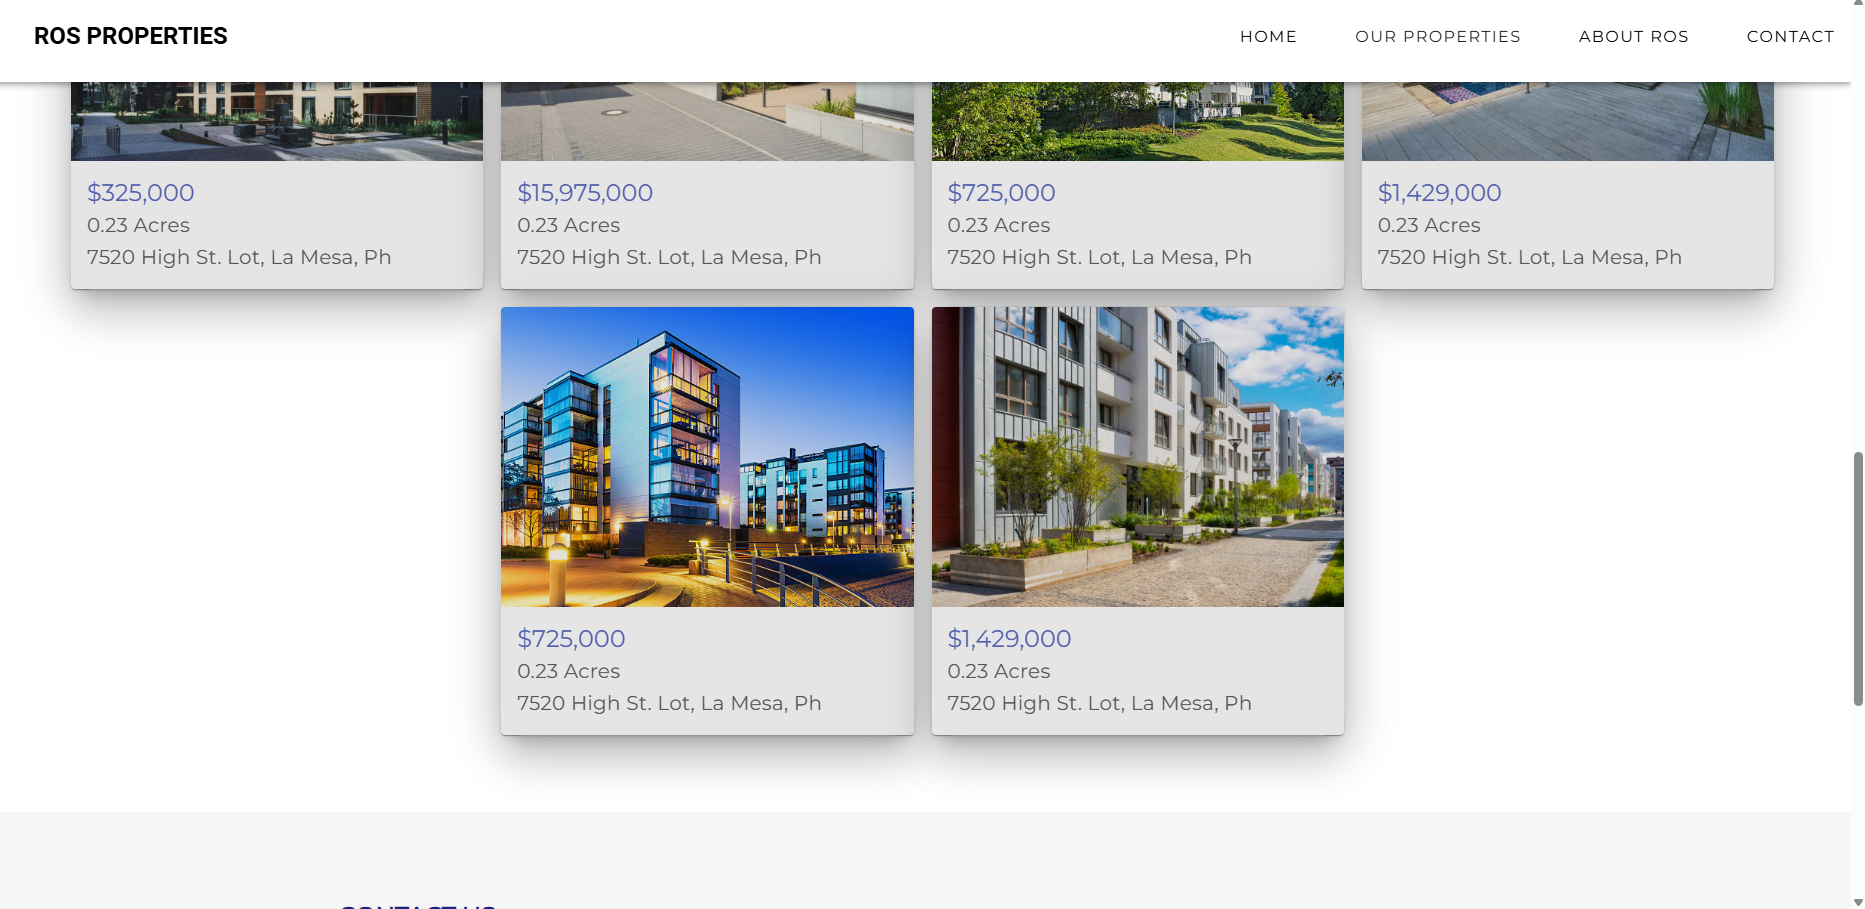 ROS PROPERTIES
HOME
OUR PROPERTIES
ABOUT ROS
CONTACT
$325,000
0.23 Acres
7520 High St. Lot, La Mesa, Ph
$15,975,000
0.23 Acres
7520 High St. Lot, La Mesa, Ph
$725,000
0.23 Acres
7520 High St. Lot, La Mesa, Ph
$1,429,000
0.23 Acres
7520 High St. Lot, La Mesa, Ph
$725,000
0.23 Acres
7520 High St. Lot, La Mesa, Ph
$1,429,000
0.23 Acres
7520 High St. Lot, La Mesa, Ph
CONTACT US